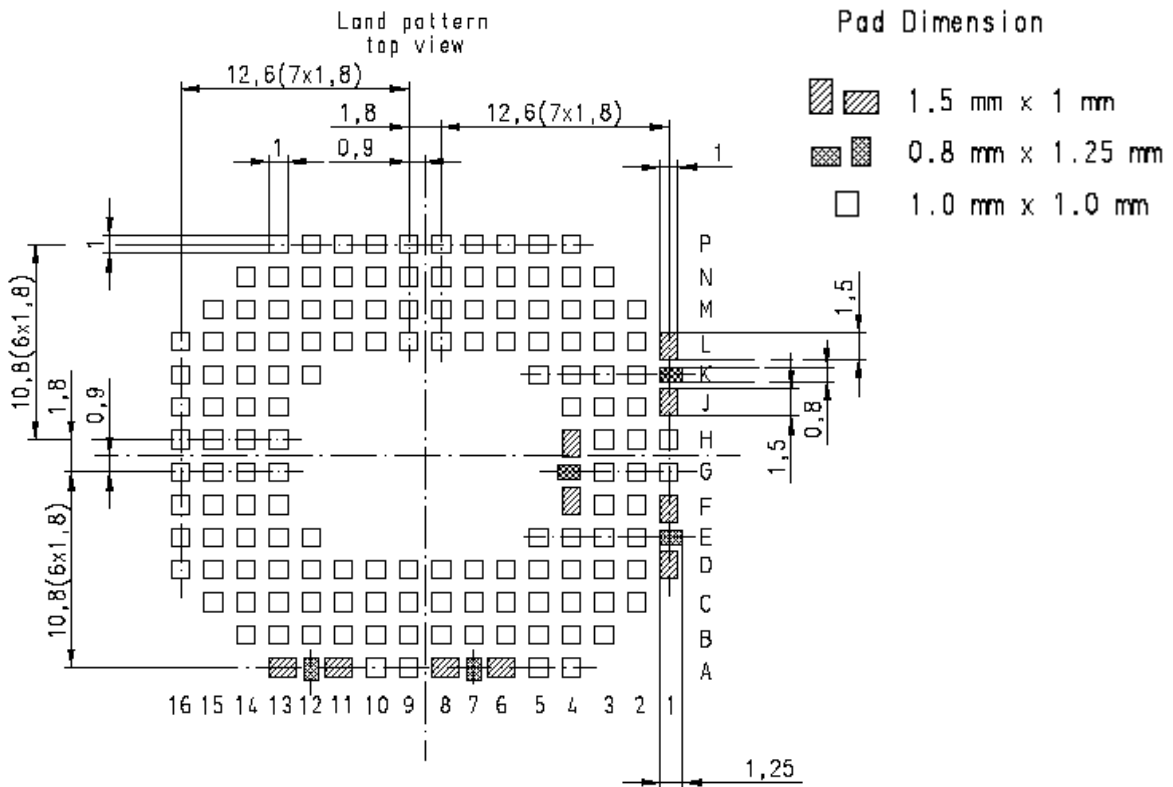 Land pattern
top view
Pad Dimension
12,6(7x1,8)
1.5 mm x 1 mm
1,8
12,6(7x1,8)
1
0,9
1
0.8 mm x 1.25 mm
1.0 mm x 1.0 mm
1
P
N
M
L
K
J
H
G
F
E
D
C
B
A
10,8(6x1,8)
1,8
0,9
10,8(6x1,8)
1,5
0,8
1,5
16 15 14 13 12 11 10 9 8 7 6 5 4 3 2 1
1,25